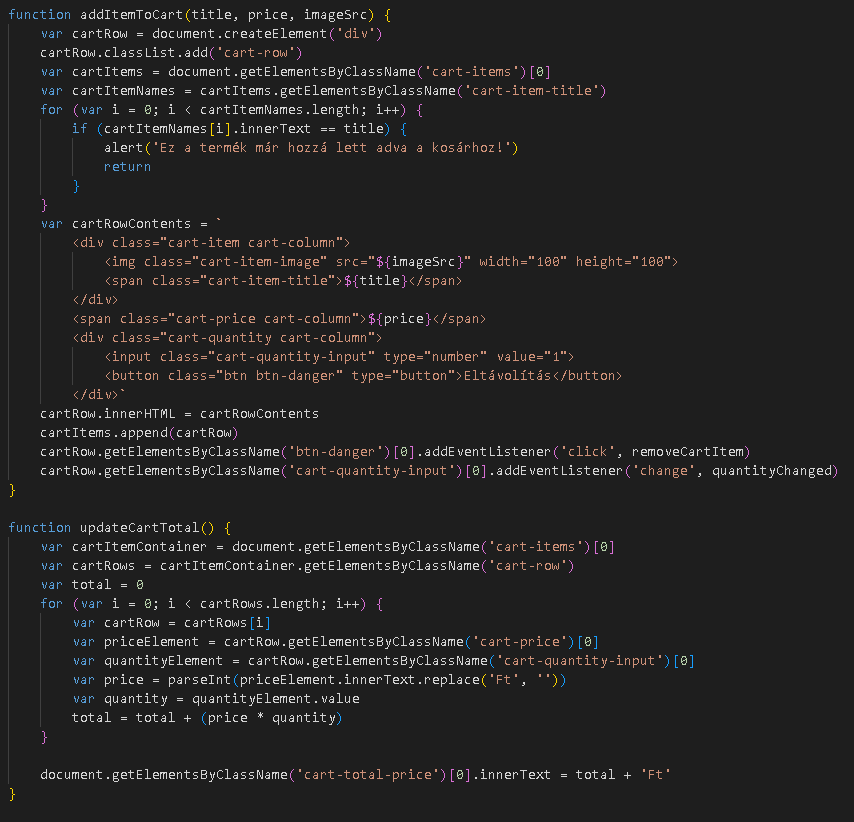 function addItemToCart(title, price, imageSrc) {
    var cartRow = document.createElement('div')
    cartRow.classList.add('cart-row')
    var cartItems = document.getElementsByClassName('cart-items')[0]
    var cartItemNames = cartItems.getElementsByClassName('cart-item-title')
    for (var i = 0; i < cartItemNames.length; i++) {
        if (cartItemNames[i].innerText == title) {
            alert('Ez a termék már hozzá lett adva a kosárhoz!')
            return
        }
    }
    var cartRowContents = `
        <div class="cart-item cart-column">
            <img class="cart-item-image" src="${imageSrc}" width="100" height="100">
            <span class="cart-item-title">${title}</span>
        </div>
        <span class="cart-price cart-column">${price}</span>
        <div class="cart-quantity cart-column">
            <input class="cart-quantity-input" type="number" value="1">
            <button class="btn btn-danger" type="button">Eltávolítás</button>
        </div>`
    cartRow.innerHTML = cartRowContents
    cartItems.append(cartRow)
    cartRow.getElementsByClassName('btn-danger')[0].addEventListener('click', removeCartItem)
    cartRow.getElementsByClassName('cart-quantity-input')[0].addEventListener('change', quantityChanged)
}

function updateCartTotal() {
    var cartItemContainer = document.getElementsByClassName('cart-items')[0]
    var cartRows = cartItemContainer.getElementsByClassName('cart-row')
    var total = 0
    for (var i = 0; i < cartRows.length; i++) {
        var cartRow = cartRows[i]
        var priceElement = cartRow.getElementsByClassName('cart-price')[0]
        var quantityElement = cartRow.getElementsByClassName('cart-quantity-input')[0]
        var price = parseInt(priceElement.innerText.replace('Ft', ''))
        var quantity = quantityElement.value
        total = total + (price * quantity)
    }

    document.getElementsByClassName('cart-total-price')[0].innerText = total + 'Ft'
}